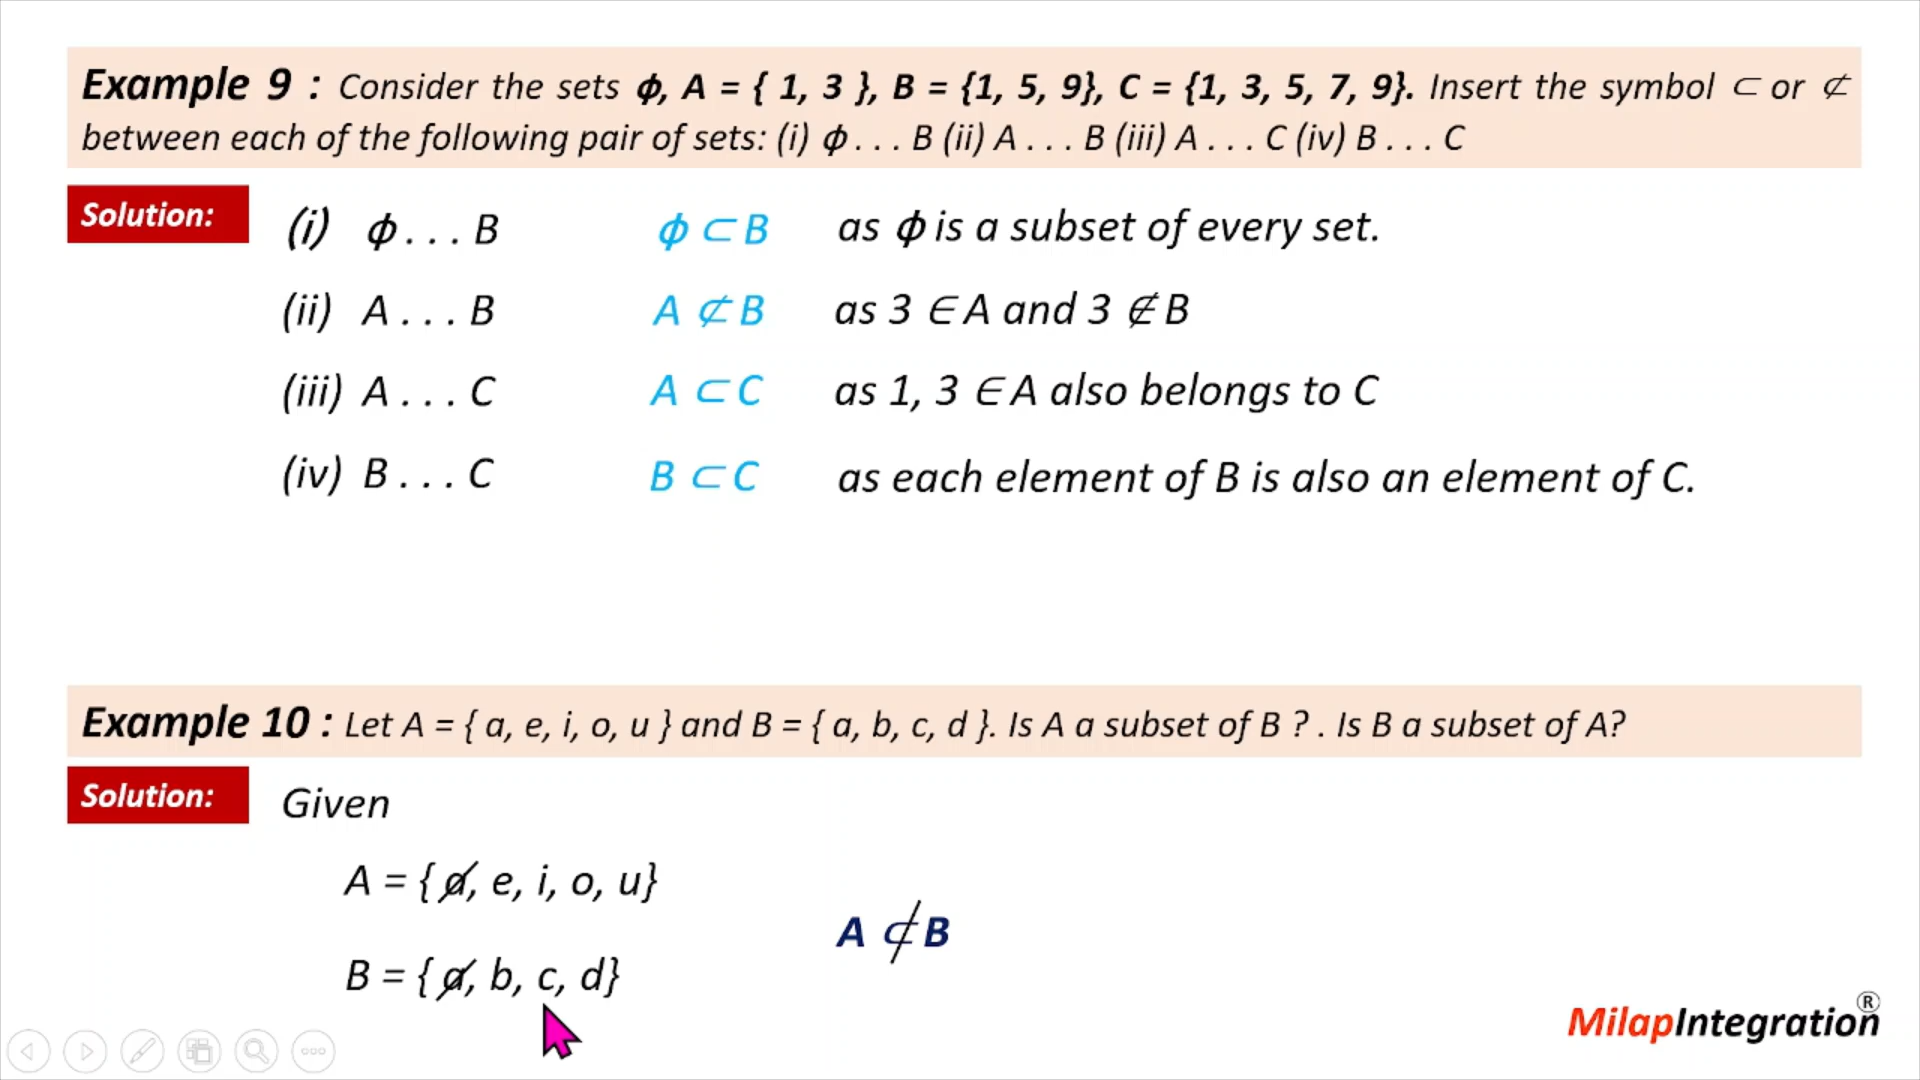 Example 9 : Consider the sets ϕ, A = { 1, 3 }, B = {1, 5, 9}, C = {1, 3, 5, 7, 9}. Insert the symbol ⊂ or ⊄
between each of the following pair of sets: (i) ϕ . . . B (ii) A . . . B (iii) A . . . C (iv) B . . . C
Solution: (i) ϕ . . . B ϕ ⊂ B as ϕ is a subset of every set.
(ii) A . . . B A ⊄ B as 3 ∈ A and 3 ∉ B
(iii) A . . . C A ⊂ C as 1, 3 ∈ A also belongs to C
(iv) B . . . C B ⊂ C as each element of B is also an element of C.
Example 10 : Let A = { a, e, i, o, u } and B = { a, b, c, d }. Is A a subset of B ? . Is B a subset of A?
Solution: Given
A = { a, e, i, o, u}
A ⊄ B
B = { a, b, c, d}
MilapIntegration®